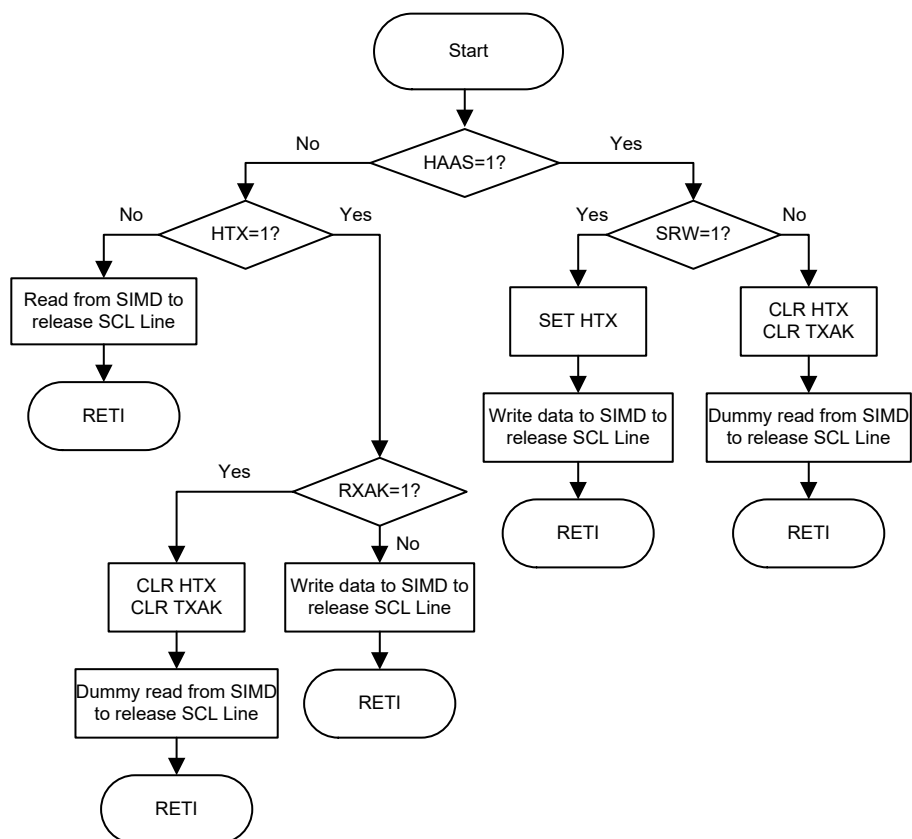 Start
HAAS=1?
No
Yes
HTX=1?
No
Yes
SRW=1?
Yes
No
Read from SIMD to
release SCL Line
RETI
SET HTX
CLR HTX
CLR TXAK
Write data to SIMD to
release SCL Line
Dummy read from SIMD
to release SCL Line
RETI
RETI
RXAK=1?
Yes
No
CLR HTX
CLR TXAK
Write data to SIMD to
release SCL Line
Dummy read from SIMD
to release SCL Line
RETI
RETI